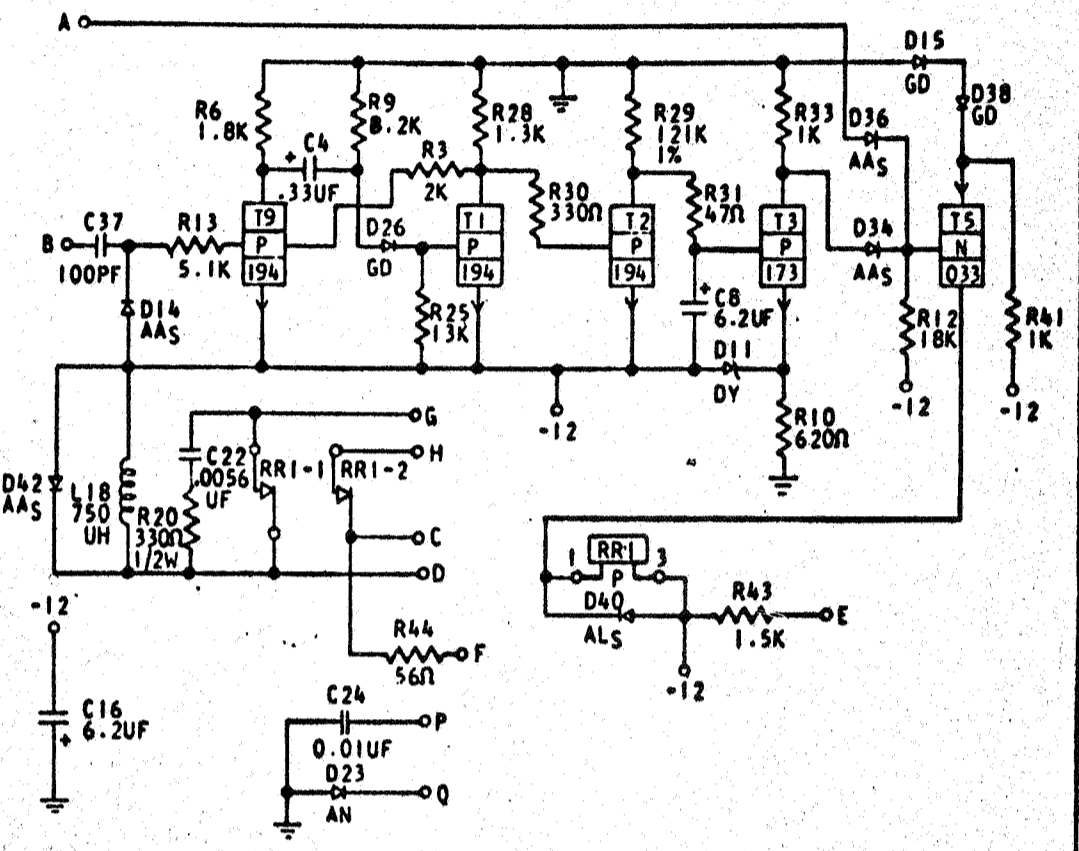 A
D15
GD
D38
GD
R6
1.8K
R9
8.2K
R28
1.3K
R29
121K
1%
R33
1K
D36
AAS
C4
+
.33UF
R3
2K
R30
330Ω
R31
47Ω
B
C37
100PF
R13
5.1K
T9
P
194
D26
GD
T1
P
194
T2
P
194
T3
P
173
D34
AAS
T5
N
033
D14
AAS
R25
13K
+
C8
6.2UF
R12
18K
R41
1K
D11
DY
-12
-12
-12
R10
620Ω
G
H
C22
.0056
UF
RR1-1
RR1-2
D42
AAS
L18
750
UH
R20
330Ω
1/2W
C
D
1
RR1
3
P
D40
ALS
R43
1.5K
E
-12
-12
R44
56Ω
F
C16
6.2UF
+
C24
0.01UF
P
D23
AN
Q